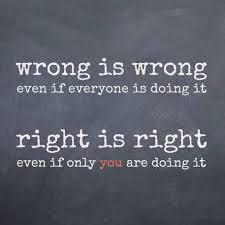 wrong is wrong
even if everyone is doing it
right is right
even if only you are doing it